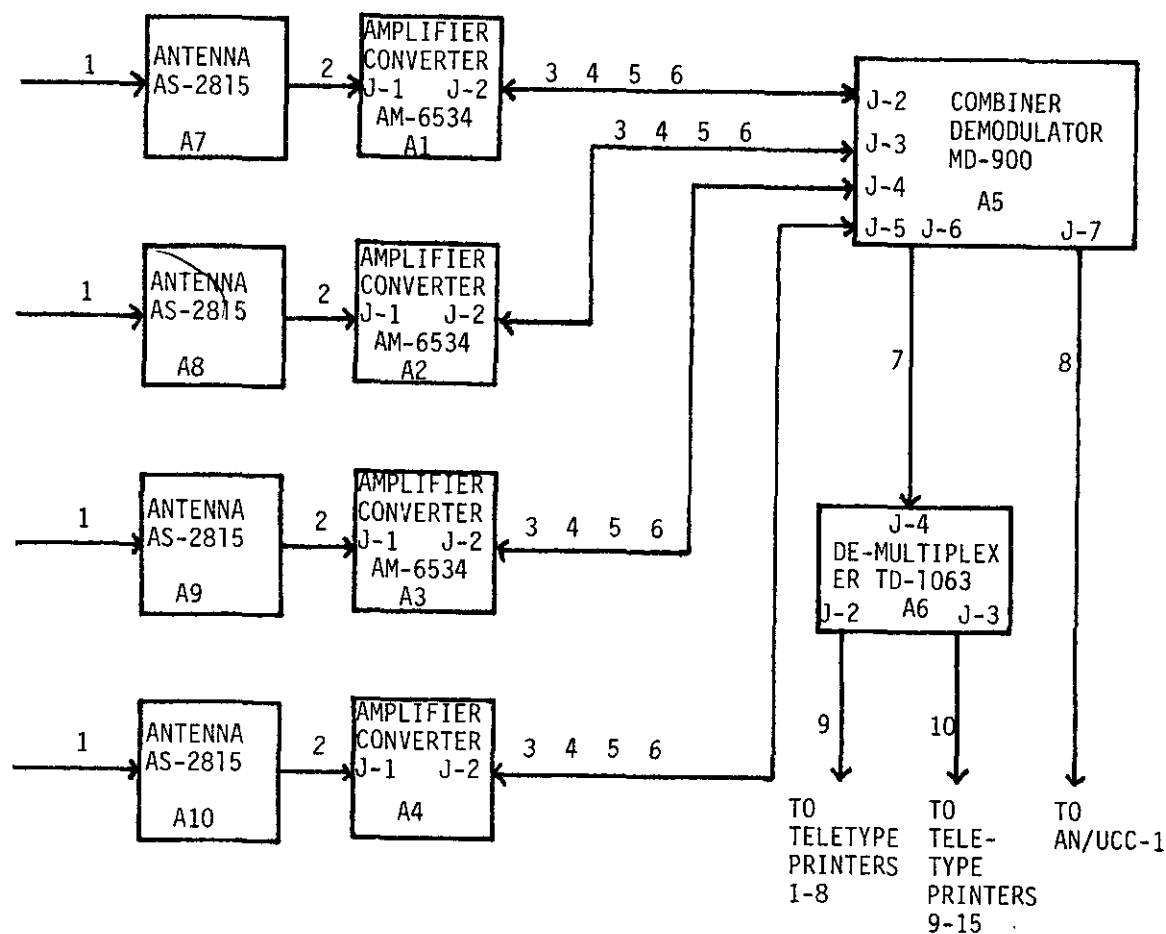 1
ANTENNA
AS-2815
A7
2
AMPLIFIER
CONVERTER
J-1 J-2
AM-6534
A1
3 4 5 6
3 4 5 6
J-2
J-3
J-4
J-5 J-6 J-7
COMBINER
DEMODULATOR
MD-900
A5
1
ANTENNA
AS-2815
A8
2
AMPLIFIER
CONVERTER
J-1 J-2
AM-6534
A2
7
8
1
ANTENNA
AS-2815
A9
2
AMPLIFIER
CONVERTER
J-1 J-2
AM-6534
A3
3 4 5 6
J-4
DE-MULTIPLEX
ER TD-1063
J-2 A6 J-3
1
ANTENNA
AS-2815
A10
2
AMPLIFIER
CONVERTER
J-1 J-2
A4
3 4 5 6
9
10
TO
TELETYPE
PRINTERS
1-8
TO
TELE-
TYPE
PRINTERS
9-15
TO
AN/UCC-1